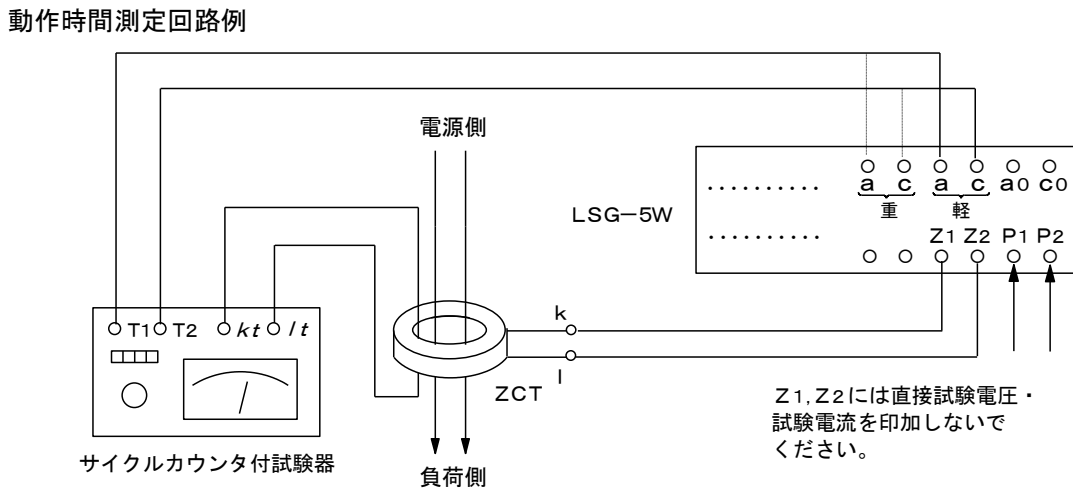 動作時間測定回路例
電源側
a c a c a0 c0
重 軽
LSG-5W
Z1 Z2 P1 P2
T1 T2 kt lt
k
l
ZCT
Z1,Z2には直接試験電圧・
試験電流を印加しないで
ください。
サイクルカウンタ付試験器
負荷側